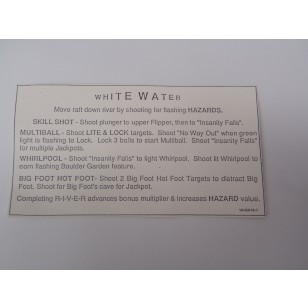 WHITE WATER
Move raft down river by shooting for flashing HAZARDS.
SKILL SHOT - Shoot plunger to upper Flipper, then to "Insanity Falls".
MULTIBALL - Shoot LITE & LOCK targets. Shoot "No Way Out" when green
light is flashing to Lock. Lock 3 balls to start Multiball. Shoot "Insanity Falls"
for multiple Jackpots.
WHIRLPOOL - Shoot "Insanity Falls" to light Whirlpool. Shoot lit Whirlpool to
earn flashing Boulder Garden feature.
BIG FOOT HOT FOOT- Shoot 2 Big Foot Hot Foot Targets to distract Big
Foot. Shoot for Big Foot's cave for Jackpot.
Completing R-I-V-E-R advances bonus multiplier & increases HAZARD value.